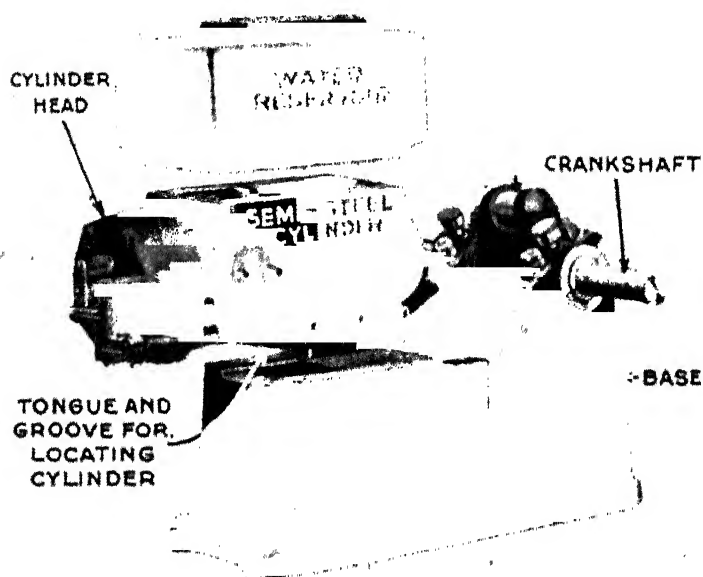 WATER
RESERVOIR
CYLINDER
HEAD
CRANKSHAFT
SEMI-STEEL
CYLINDER
BASE
TONGUE AND
GROOVE FOR
LOCATING
CYLINDER